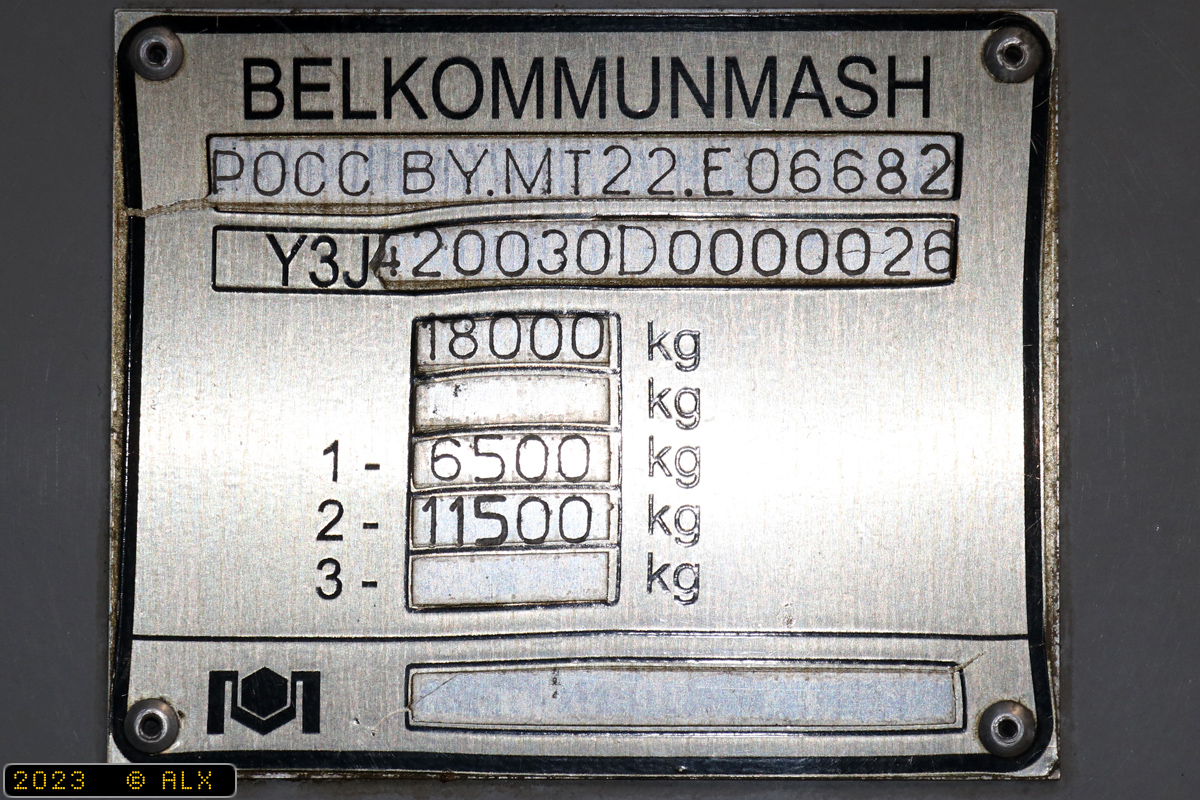 BELKOMMUNMASH
РОСС BY.MT22.E06682
Y3J420030D0000026
18000 kg
kg
1 - 6500 kg
2 - 11500 kg
3 - kg
2023 © ALX